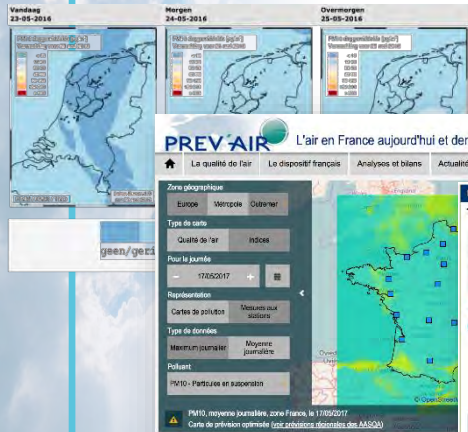 Vandaag
23-05-2016
Morgen
24-05-2016
Overmorgen
25-05-2016
PREV'AIR
L'air en France aujourd'hui et der
La qualité de l'air
Le dispositif français
Analyses et bilans
Actualité
Zone géographique
Europe
Métropole
Outremer
Type de carte
Qualité de l'air
Indices
Pour la journée
-
17/05/2017
+
Représentation
Cartes de pollution
Mesures aux stations
Type de données
Maximum journalier
Moyenne journalière
Polluant
PM10 - Particules en suspension
PM10, moyenne journalière, zone France, le 17/05/2017
Carte de prévision optimisée (voir prévisions régionales des AASQA)
geen/geri
© OpenStreetM